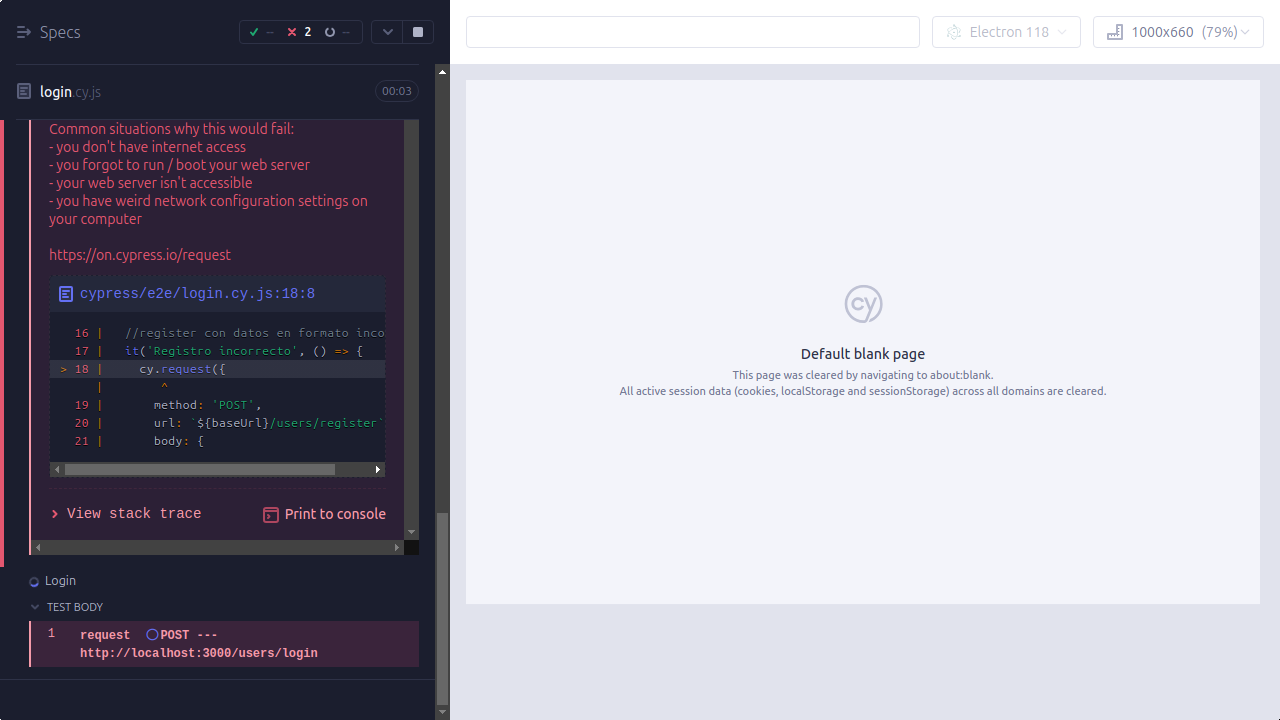 Specs
-- 2 --
Electron 118
1000x660 (79%)
login.cy.js
00:03
Common situations why this would fail:
- you don't have internet access
- you forgot to run / boot your web server
- your web server isn't accessible
- you have weird network configuration settings on
your computer
https://on.cypress.io/request
cypress/e2e/login.cy.js:18:8
16 | //register con datos en formato inco
17 | it('Registro incorrecto', () => {
> 18 | cy.request({
| ^
19 | method: 'POST',
20 | url: `${baseUrl}/users/register`
21 | body: {
View stack trace
Print to console
Login
TEST BODY
1 request POST ---
http://localhost:3000/users/login
cy
Default blank page
This page was cleared by navigating to about:blank.
All active session data (cookies, localStorage and sessionStorage) across all domains are cleared.